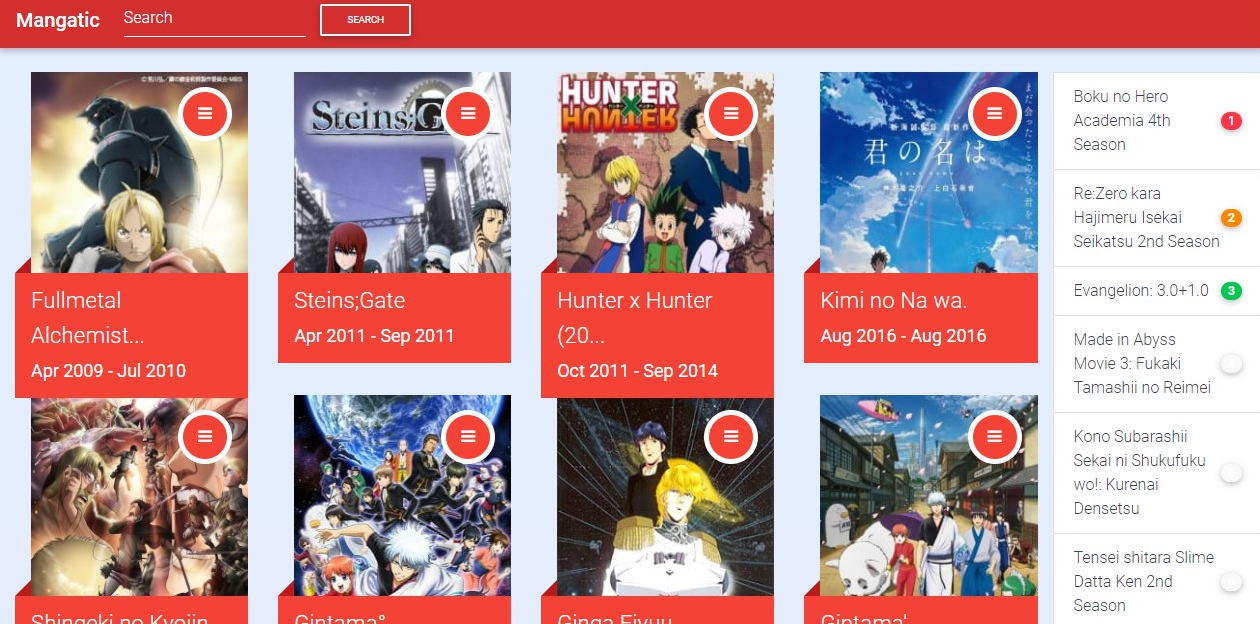 Mangatic
Search
SEARCH
Steins;G
HUNTER
HUNTER
君の名は
Fullmetal
Alchemist...
Apr 2009 - Jul 2010
Steins;Gate
Apr 2011 - Sep 2011
Hunter x Hunter
(20...
Oct 2011 - Sep 2014
Kimi no Na wa.
Aug 2016 - Aug 2016
Shingeki no Kyojin
Gintama°
Ginga Eiyuu
Gintama'
Boku no Hero
Academia 4th
Season
1
Re:Zero kara
Hajimeru Isekai
Seikatsu 2nd Season
2
Evangelion: 3.0+1.0
3
Made in Abyss
Movie 3: Fukaki
Tamashii no Reimei
Kono Subarashii
Sekai ni Shukufuku
wo!: Kurenai
Densetsu
Tensei shitara Slime
Datta Ken 2nd
Season